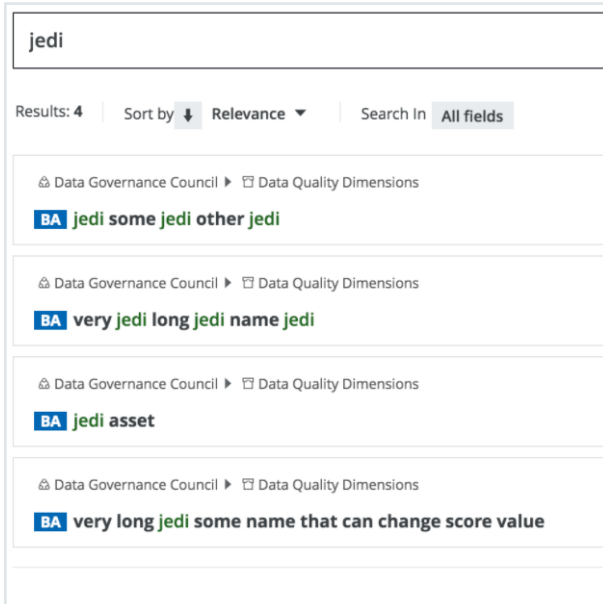 jedi
Results: 4 Sort by Relevance Search In All fields
Data Governance Council Data Quality Dimensions
BA jedi some jedi other jedi
Data Governance Council Data Quality Dimensions
BA very jedi long jedi name jedi
Data Governance Council Data Quality Dimensions
BA jedi asset
Data Governance Council Data Quality Dimensions
BA very long jedi some name that can change score value